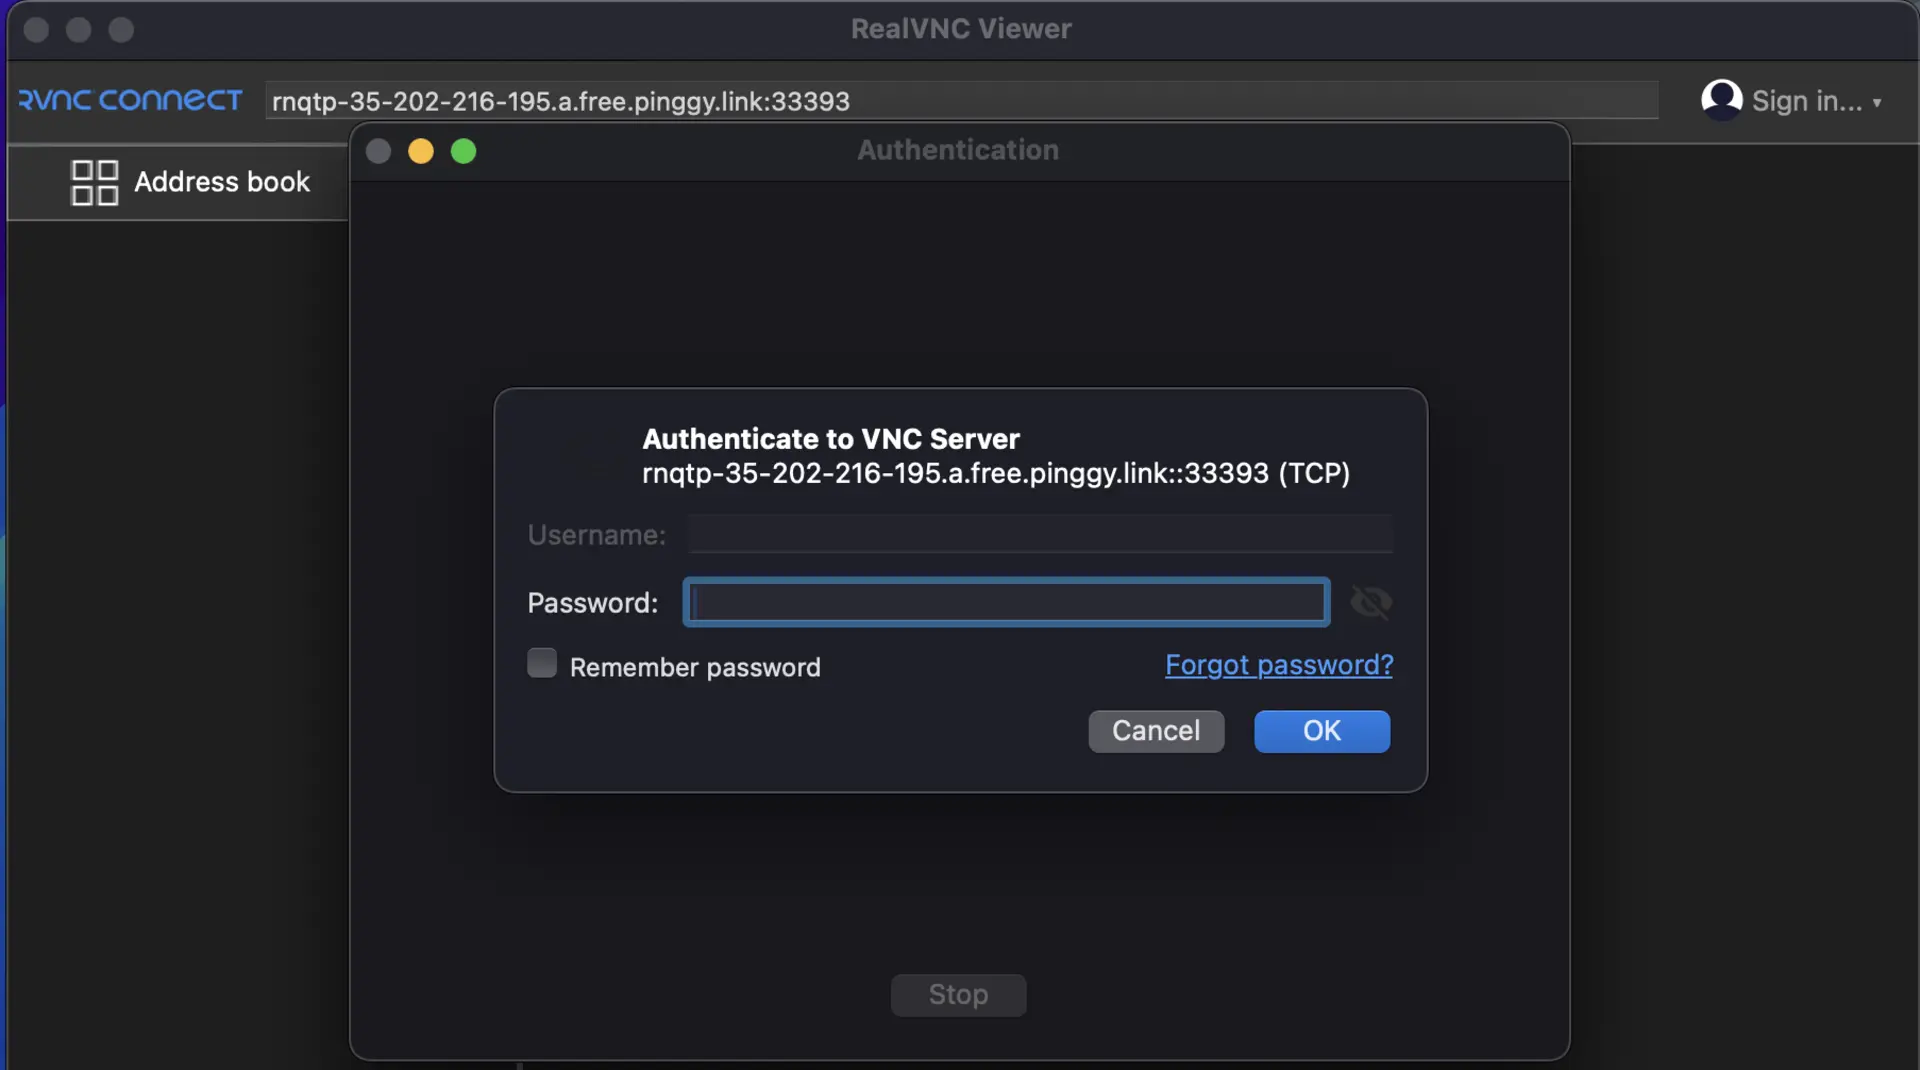 RealVNC Viewer
RVNC CONNECT
rnqtp-35-202-216-195.a.free.pinggy.link:33393
Sign in...
Address book
Authentication
Authenticate to VNC Server
rnqtp-35-202-216-195.a.free.pinggy.link::33393 (TCP)
Username:
Password:
Remember password
Forgot password?
Cancel
OK
Stop